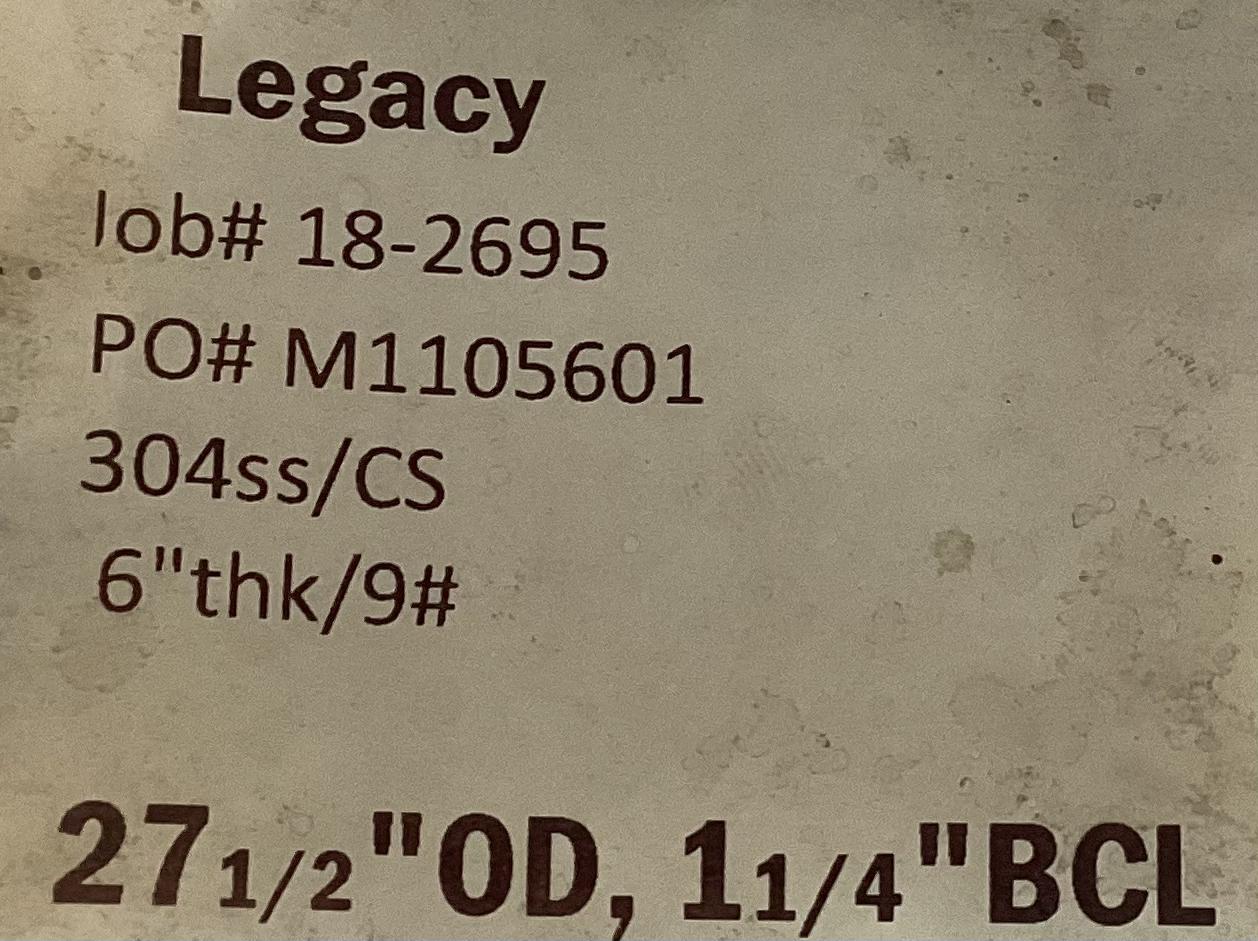 Legacy
Job# 18-2695
PO# M1105601
304ss/CS
6"thk/9#
27 1/2"OD, 1 1/4"BCL